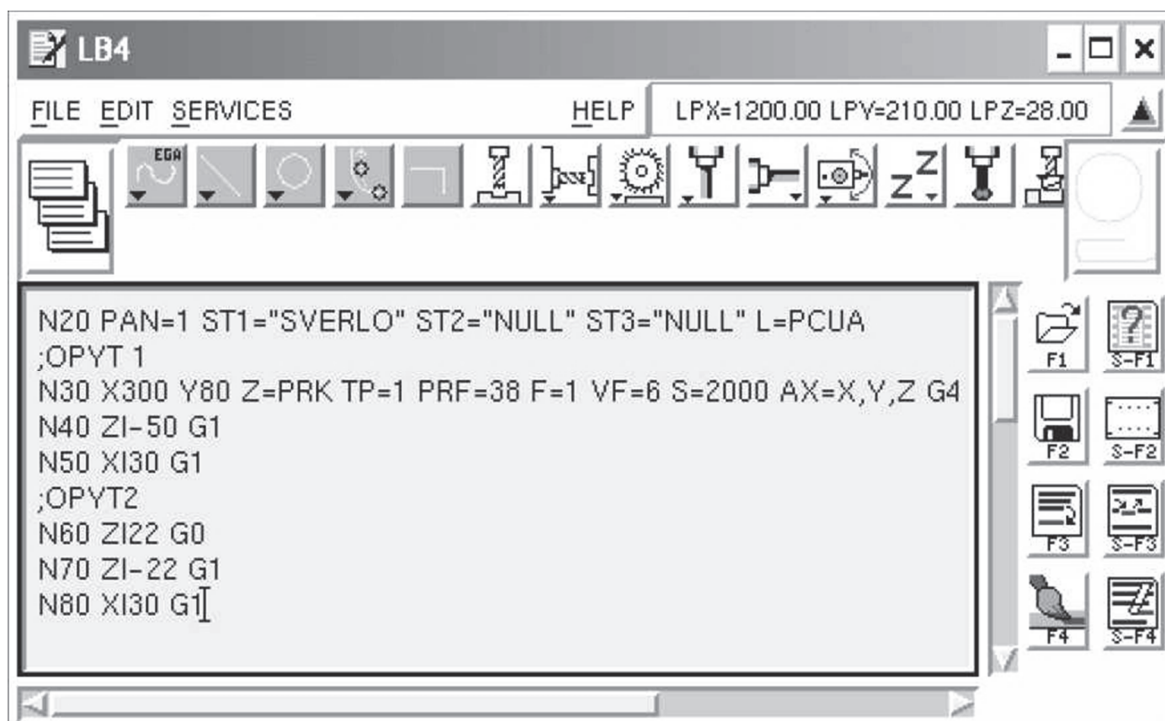 LB4
FILE EDIT SERVICES HELP LPX=1200.00 LPV=210.00 LPZ=28.00
EGA
Z Z
N20 PAN=1 ST1="SVERLO" ST2="NULL" ST3="NULL" L=PCUA
;OPYT 1
N30 X300 Y80 Z=PRK TP=1 PRF=38 F=1 VF=6 S=2000 AX=X,Y,Z G4
N40 ZI-50 G1
N50 XI30 G1
;OPYT2
N60 ZI22 G0
N70 ZI-22 G1
N80 XI30 G1
F1 S-F1
F2 S-F2
F3 S-F3
F4 S-F4